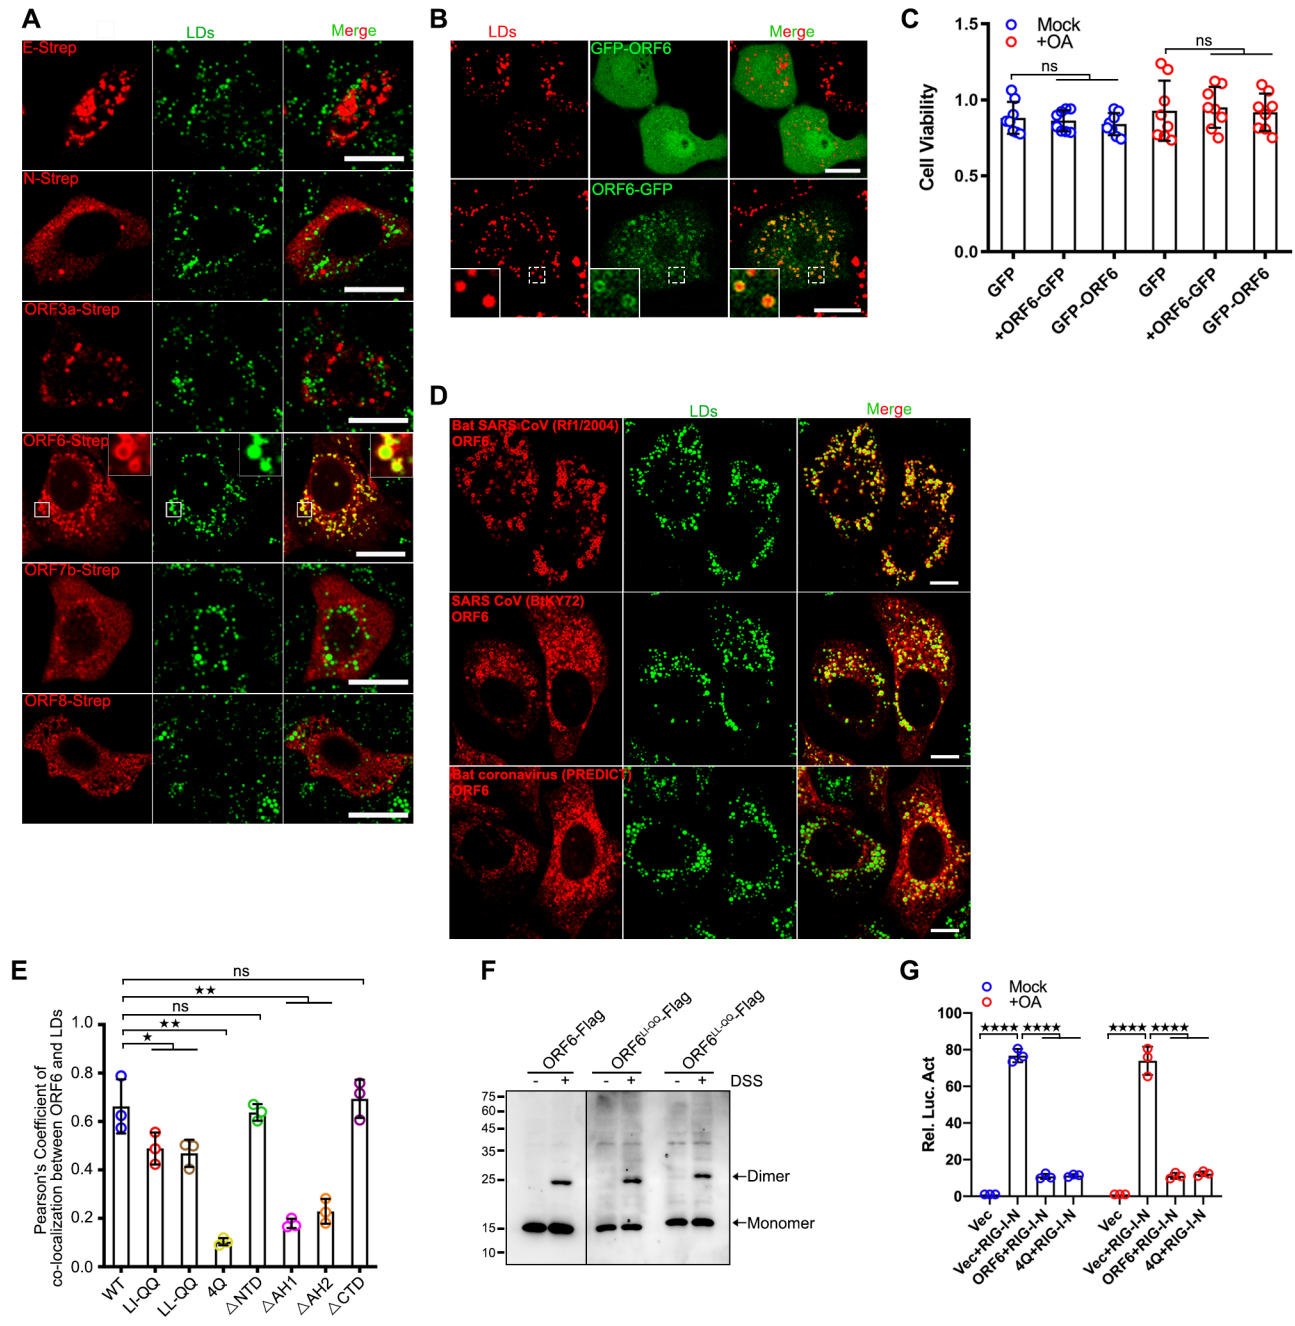 A
LDs
Merge
E-Strep
N-Strep
ORF3a-Strep
ORF6-Strep
ORF7b-Strep
ORF8-Strep
B
LDs
Merge
GFP-ORF6
ORF6-GFP
C
Mock
+OA
ns
ns
Cell Viability
1.5
1.0
0.5
0.0
GFP
+ORF6-GFP
GFP-ORF6
GFP
+ORF6-GFP
GFP-ORF6
D
LDs
Merge
Bat SARS CoV (Rf1/2004)
ORF6
SARS CoV (BtKY72)
ORF6
Bat coronavirus (PREDICT)
ORF6
E
ns
★★
ns
★★
★
Pearson's Coefficient of
co-localization between ORF6 and LDs
1.0
0.8
0.6
0.4
0.2
0.0
WT
LI-QQ
LL-QQ
4Q
△NTD
△AH1
△AH2
△CTD
F
ORF6-Flag
ORF6LI-QQ-Flag
ORF6LL-QQ-Flag
- + - + - + DSS
75
60
45
35
25
15
10
←Dimer
←Monomer
G
Mock
+OA
★★★★ ★★★★ ★★★★ ★★★★
Rel. Luc. Act
100
80
60
40
20
0
Vec
Vec+RIG-I-N
ORF6+RIG-I-N
4Q+RIG-I-N
Vec
Vec+RIG-I-N
ORF6+RIG-I-N
4Q+RIG-I-N